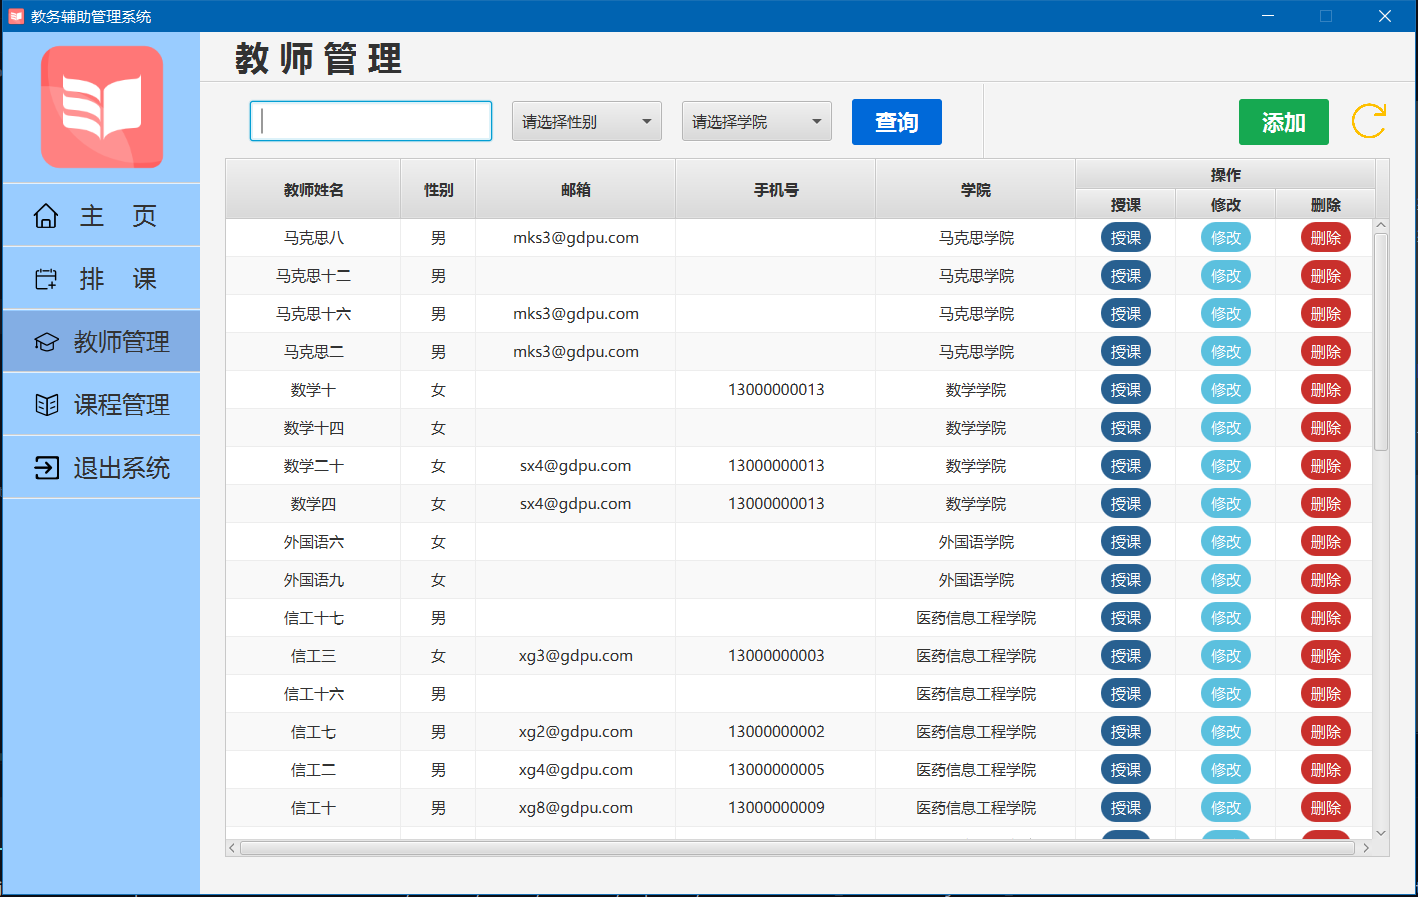 教务辅助管理系统
教 师 管 理
请选择性别 请选择学院 查询 添加
主 页
排 课
教师管理
课程管理
退出系统
教师姓名 性别 邮箱 手机号 学院 操作
授课 修改 删除
马克思八 男 mks3@gdpu.com 马克思学院 授课 修改 删除
马克思十二 男 马克思学院 授课 修改 删除
马克思十六 男 mks3@gdpu.com 马克思学院 授课 修改 删除
马克思二 男 mks3@gdpu.com 马克思学院 授课 修改 删除
数学十 女 13000000013 数学学院 授课 修改 删除
数学十四 女 数学学院 授课 修改 删除
数学二十 女 sx4@gdpu.com 13000000013 数学学院 授课 修改 删除
数学四 女 sx4@gdpu.com 13000000013 数学学院 授课 修改 删除
外国语六 女 外国语学院 授课 修改 删除
外国语九 女 外国语学院 授课 修改 删除
信工十七 男 医药信息工程学院 授课 修改 删除
信工三 女 xg3@gdpu.com 13000000003 医药信息工程学院 授课 修改 删除
信工十六 男 医药信息工程学院 授课 修改 删除
信工七 男 xg2@gdpu.com 13000000002 医药信息工程学院 授课 修改 删除
信工二 男 xg4@gdpu.com 13000000005 医药信息工程学院 授课 修改 删除
信工十 男 xg8@gdpu.com 13000000009 医药信息工程学院 授课 修改 删除